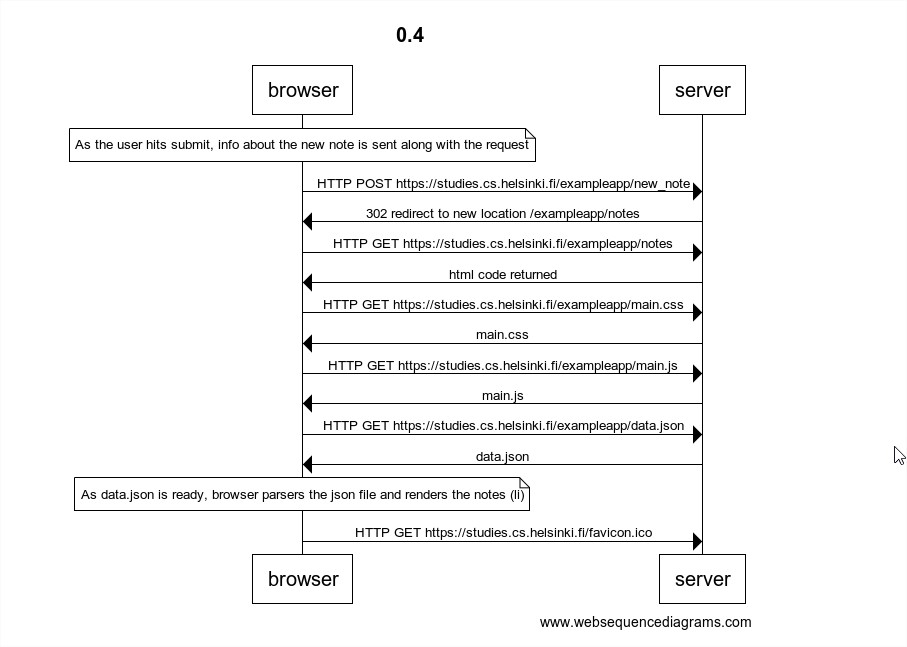 0.4
browser
server
As the user hits submit, info about the new note is sent along with the request
HTTP POST https://studies.cs.helsinki.fi/exampleapp/new_note
302 redirect to new location /exampleapp/notes
HTTP GET https://studies.cs.helsinki.fi/exampleapp/notes
html code returned
HTTP GET https://studies.cs.helsinki.fi/exampleapp/main.css
main.css
HTTP GET https://studies.cs.helsinki.fi/exampleapp/main.js
main.js
HTTP GET https://studies.cs.helsinki.fi/exampleapp/data.json
data.json
As data.json is ready, browser parsers the json file and renders the notes (li)
HTTP GET https://studies.cs.helsinki.fi/favicon.ico
browser
server
www.websequencediagrams.com